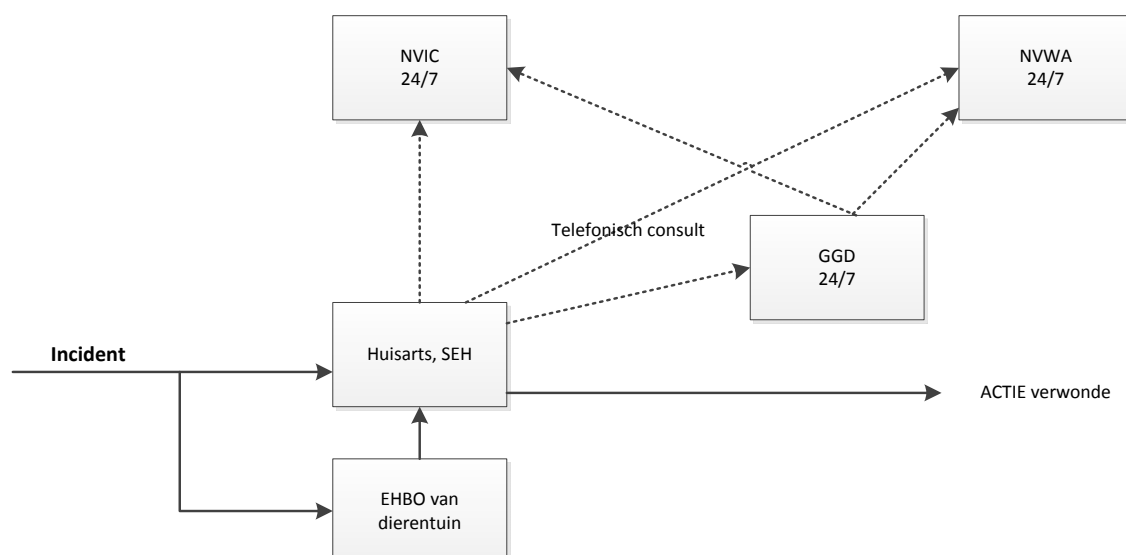 NVIC
24/7
NVWA
24/7
Telefonisch consult
GGD
24/7
Incident
Huisarts, SEH
ACTIE verwonde
EHBO van
dierentuin